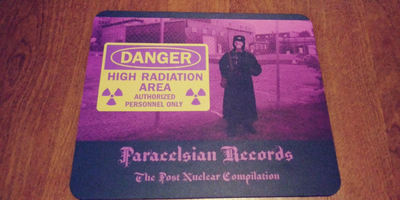 DANGER
HIGH RADIATION
AREA
AUTHORIZED
PERSONNEL ONLY
Paracelsian Records
The Post Nuclear Compilation